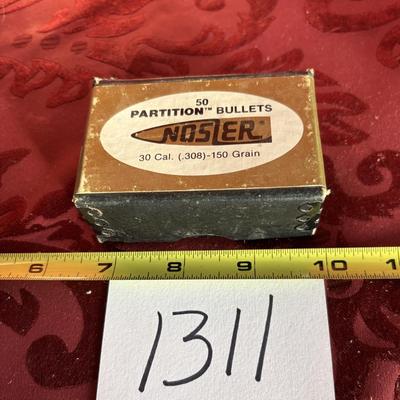 50
PARTITION™ BULLETS
NOSLER®
30 Cal. (.308)-150 Grain
6 7 8 9 10
1311